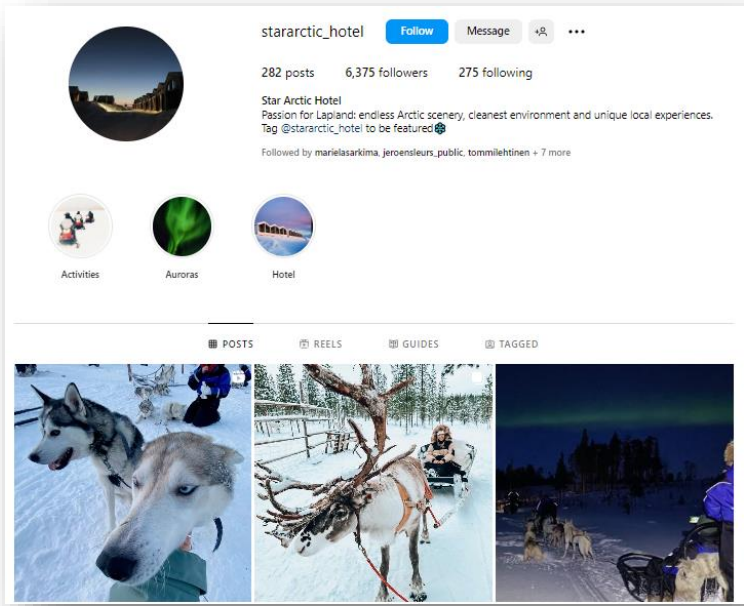 stararctic_hotel Follow Message
282 posts 6,375 followers 275 following
Star Arctic Hotel
Passion for Lapland: endless Arctic scenery, cleanest environment and unique local experiences.
Tag @stararctic_hotel to be featured
Followed by marielasarkima, jeroensleurs_public, tommilehtinen + 7 more
Activities Auroras Hotel
POSTS REELS GUIDES TAGGED